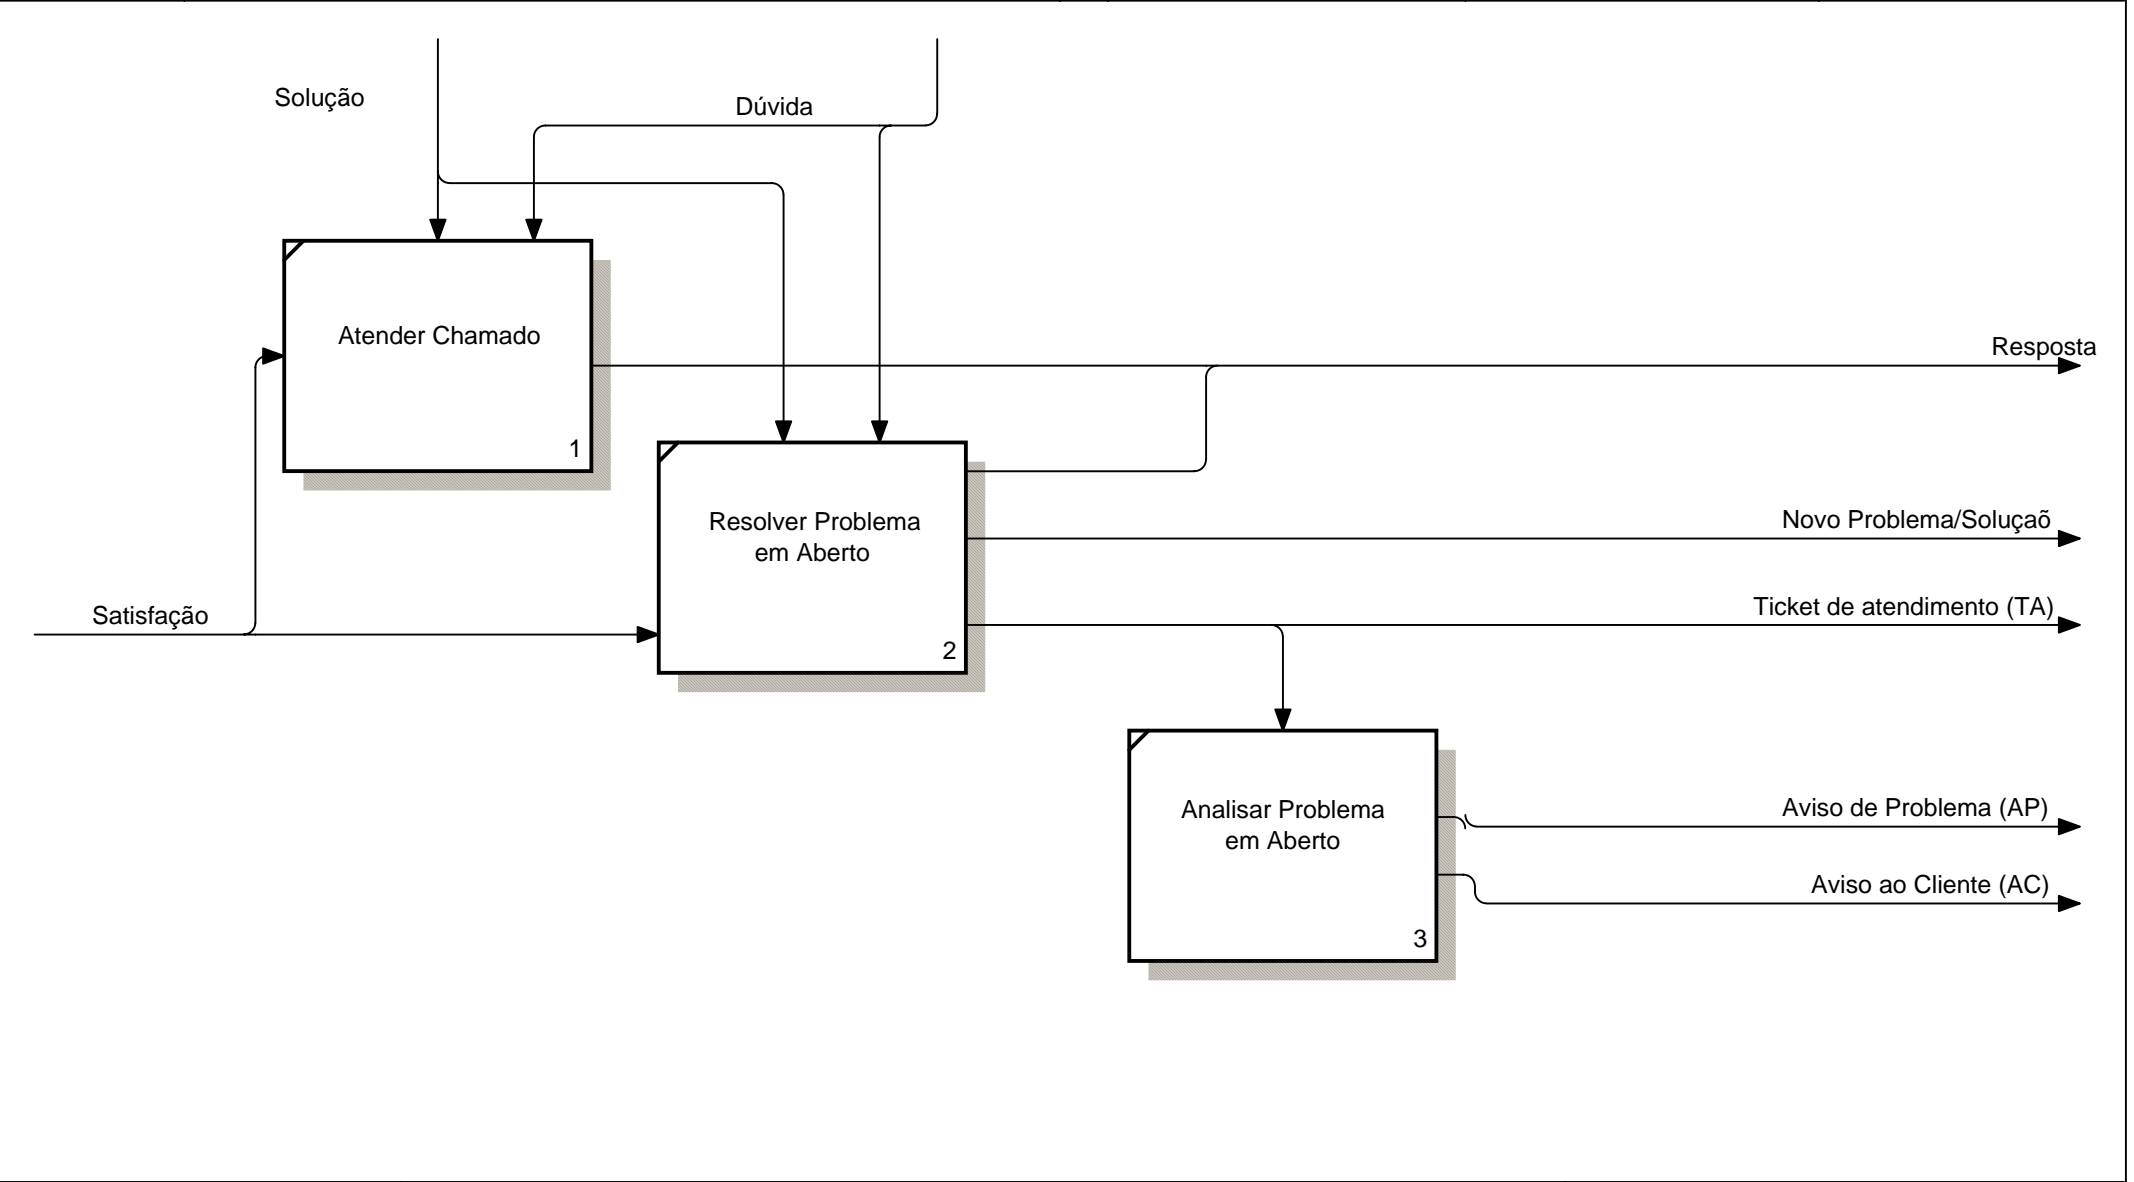 Solução
Dúvida
Atender Chamado
1
Resposta
Resolver Problema
em Aberto
2
Novo Problema/Soluçaõ
Ticket de atendimento (TA)
Satisfação
Analisar Problema
em Aberto
3
Aviso de Problema (AP)
Aviso ao Cliente (AC)